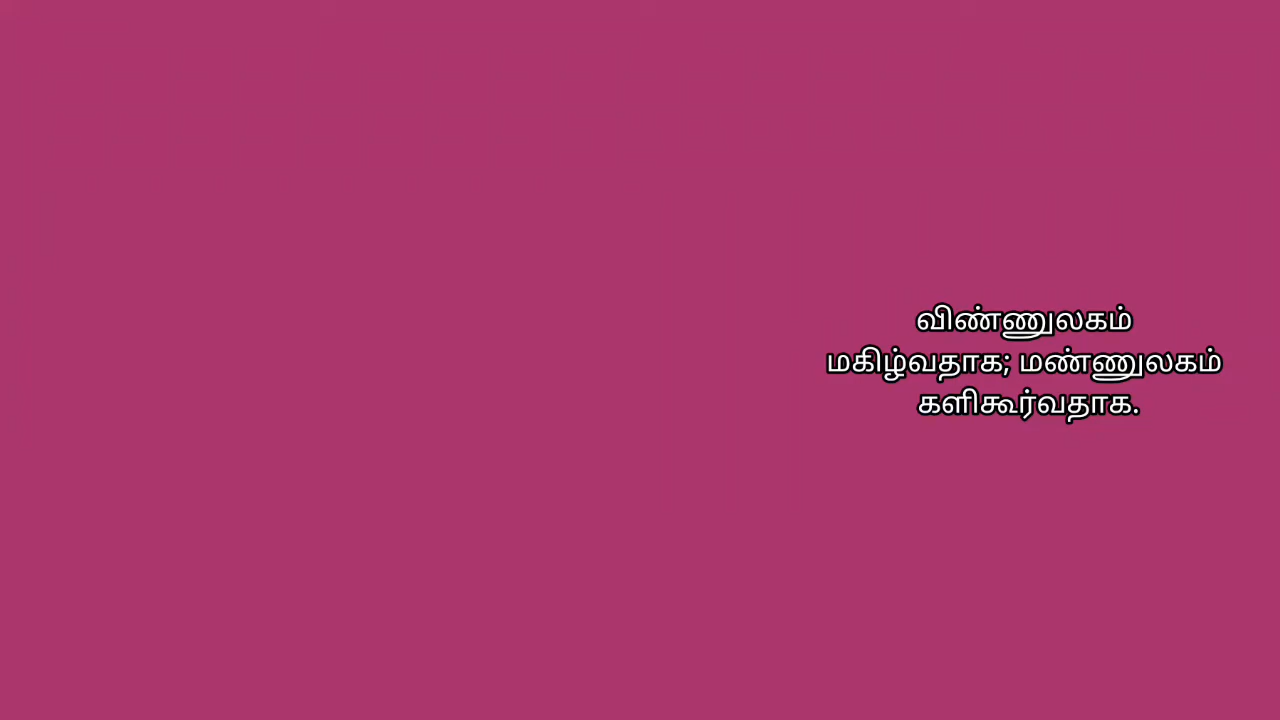 விண்ணுலகம்
மகிழ்வதாக; மண்ணுலகம்
களிகூர்வதாக.